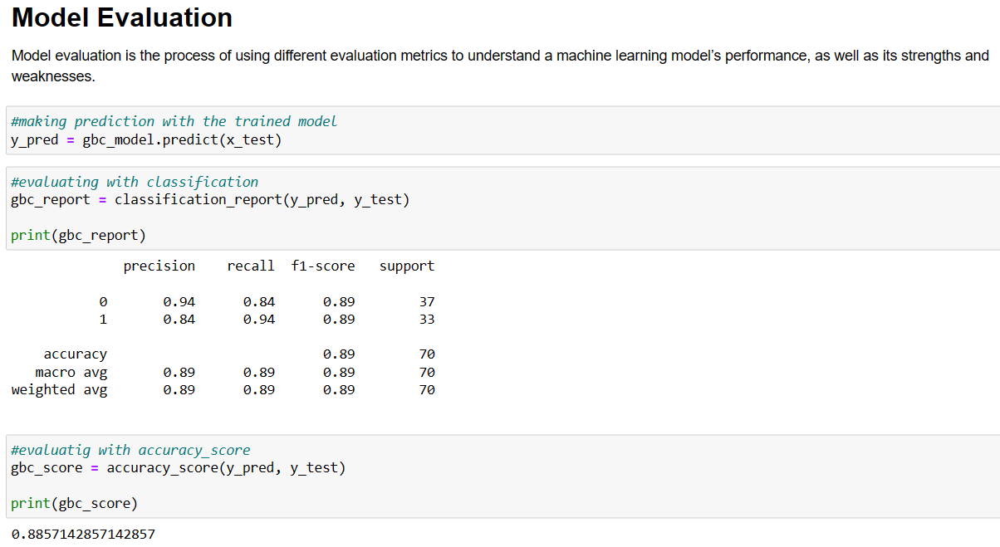 Model Evaluation
Model evaluation is the process of using different evaluation metrics to understand a machine learning model’s performance, as well as its strengths and
weaknesses.
#making prediction with the trained model
y_pred = gbc_model.predict(x_test)
#evaluating with classification
gbc_report = classification_report(y_pred, y_test)
print(gbc_report)
precision recall f1-score support
0 0.94 0.84 0.89 37
1 0.84 0.94 0.89 33
accuracy 0.89 70
macro avg 0.89 0.89 0.89 70
weighted avg 0.89 0.89 0.89 70
#evaluatig with accuracy_score
gbc_score = accuracy_score(y_pred, y_test)
print(gbc_score)
0.8857142857142857